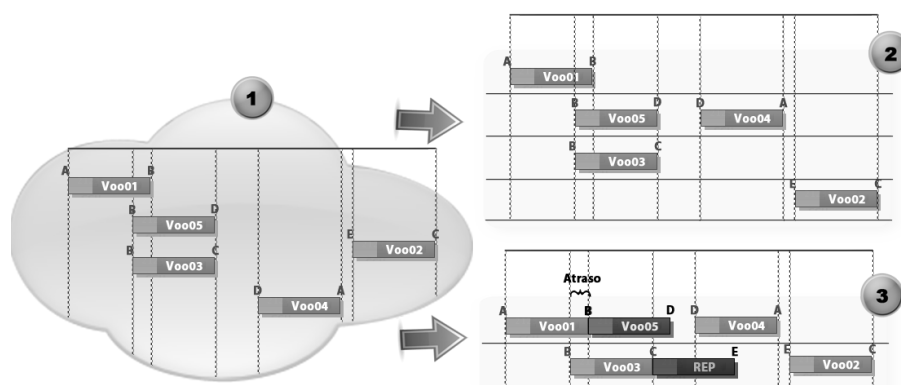 1
A B
Voo01
B D
Voo05
B C
Voo03
E C
Voo02
D A
Voo04
2
A B
Voo01
B D D A
Voo05 Voo04
B C
Voo03
E C
Voo02
3
Atraso
A B D D A
Voo01 Voo05 Voo04
B C E E C
Voo03 REP Voo02